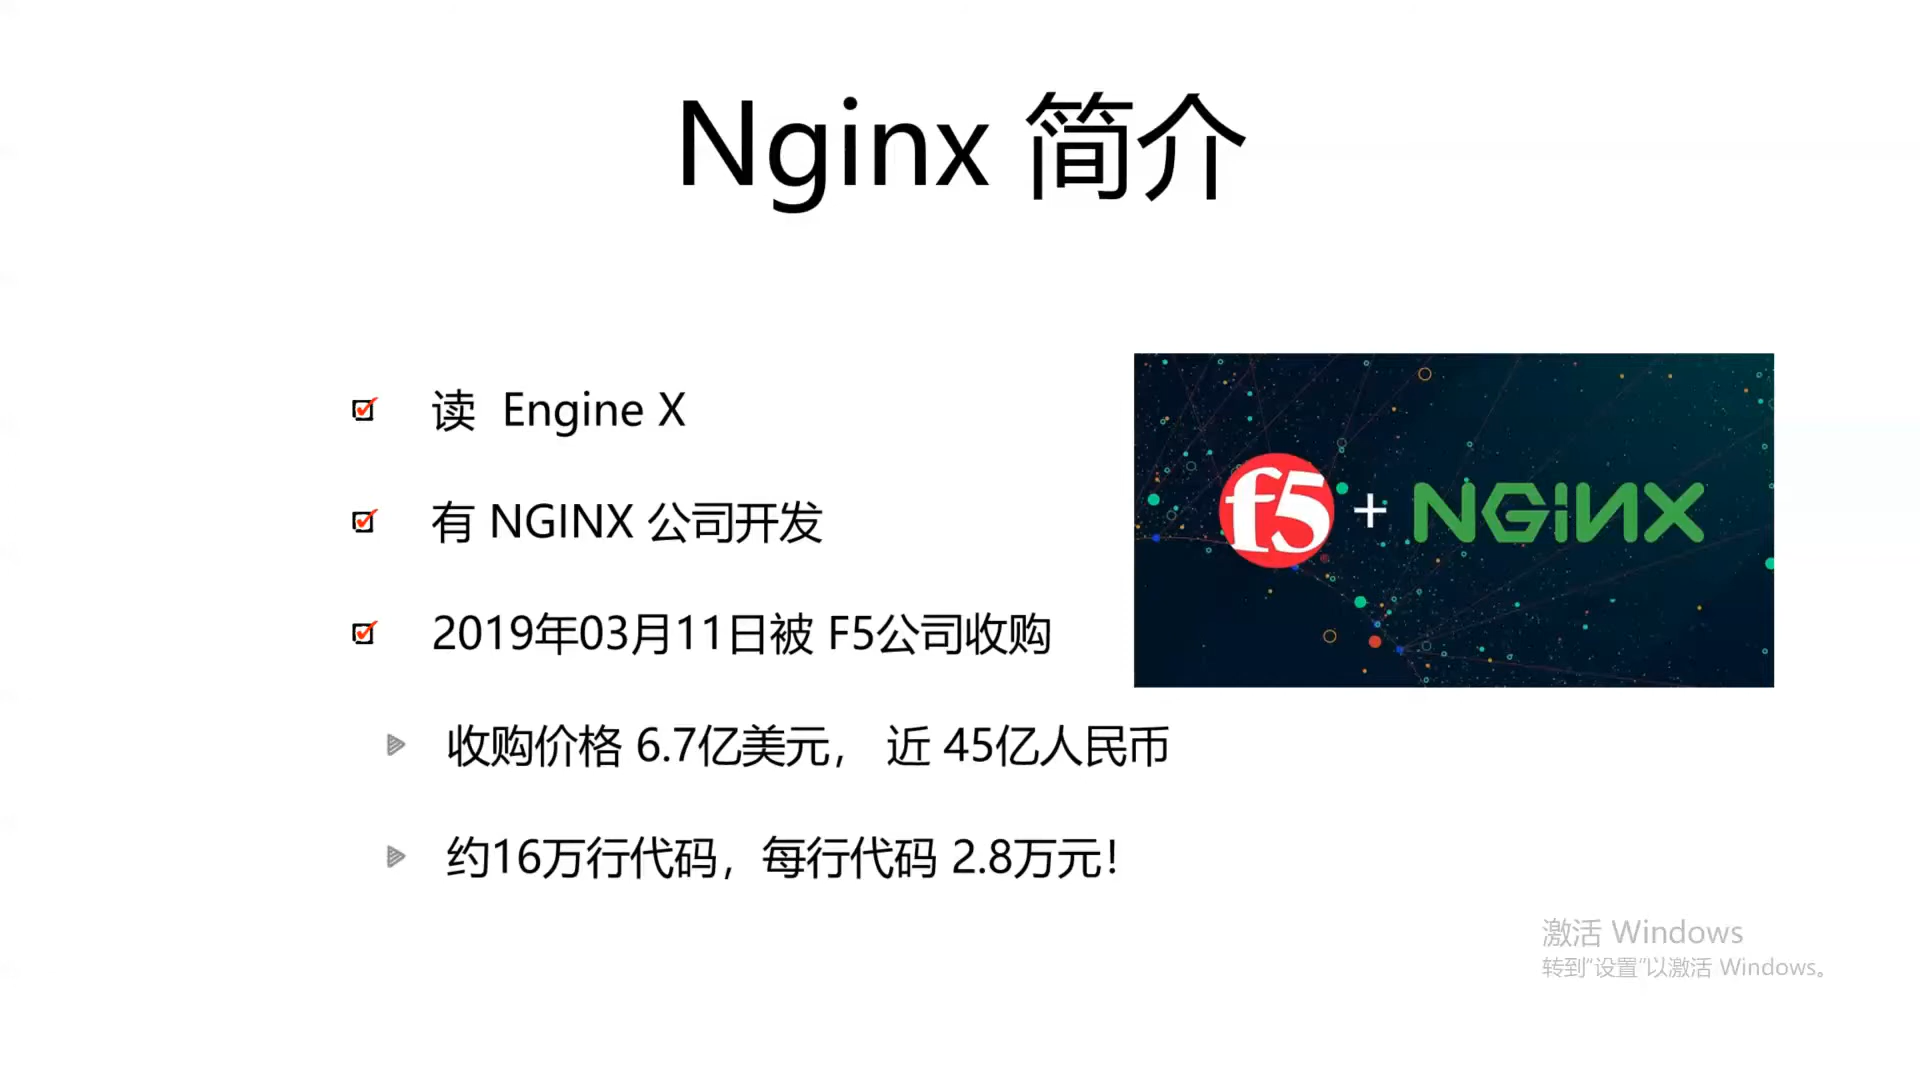 Nginx 简介
读 Engine X
有 NGINX 公司开发
2019年03月11日被 F5公司收购
f5 + NGINX
收购价格 6.7亿美元， 近 45亿人民币
约16万行代码，每行代码 2.8万元！
激活 Windows
转到“设置”以激活 Windows。